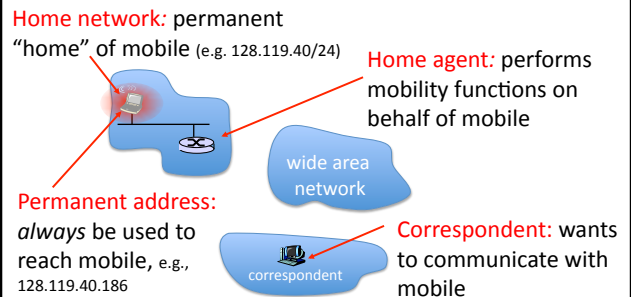 Home network: permanent
“home” of mobile (e.g. 128.119.40/24)
Home agent: performs
mobility functions on
behalf of mobile
wide area
network
Permanent address:
always be used to
reach mobile, e.g.,
128.119.40.186
Correspondent: wants
to communicate with
mobile
correspondent